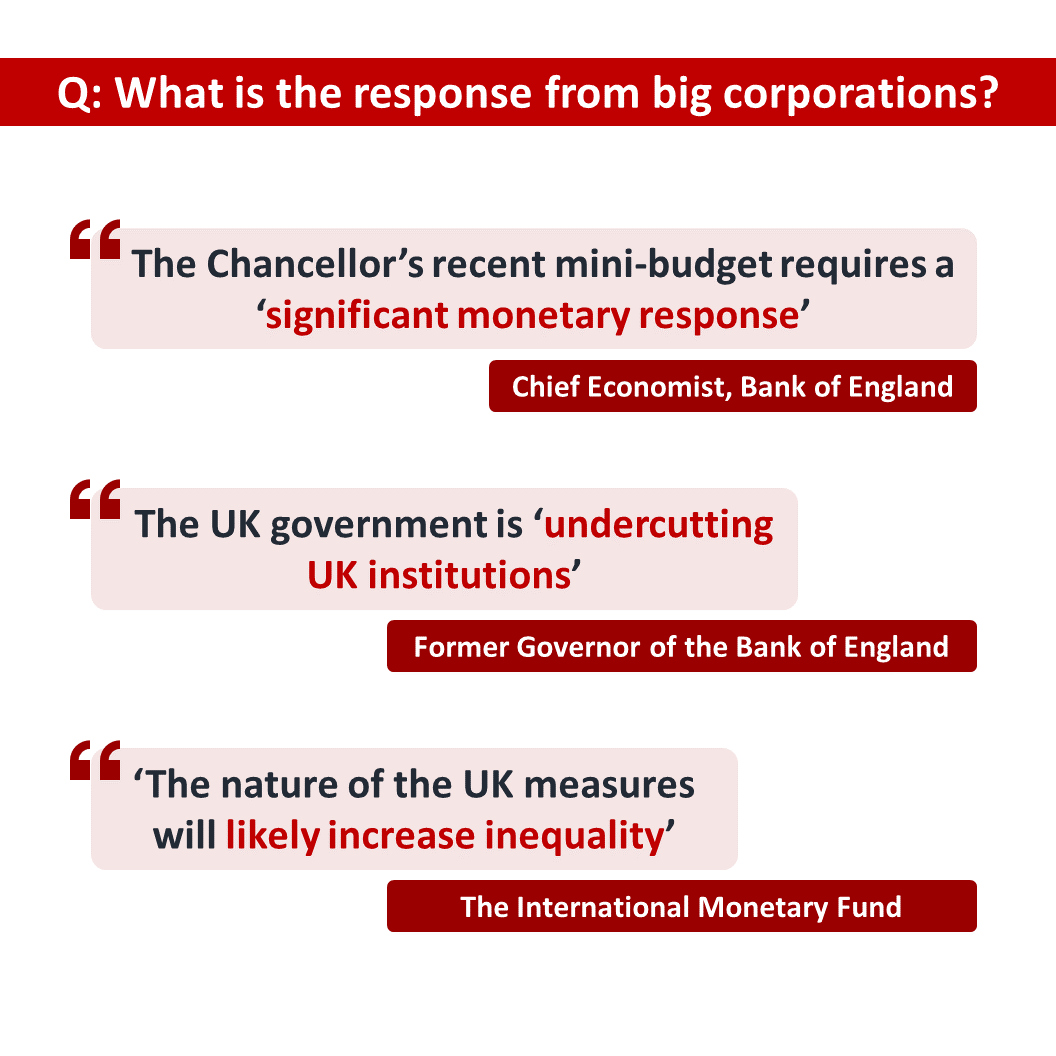 Q: What is the response from big corporations?
“
The Chancellor’s recent mini-budget requires a
‘significant monetary response’
Chief Economist, Bank of England
“
The UK government is ‘undercutting
UK institutions’
Former Governor of the Bank of England
“
‘The nature of the UK measures
will likely increase inequality’
The International Monetary Fund